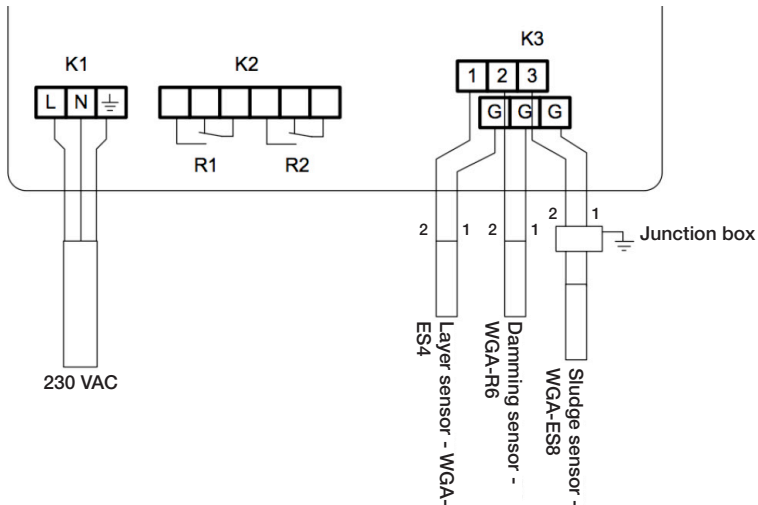 K1
K2
K3
L N
1 2 3
G G G
R1
R2
2 1
2 1
2 1
Junction box
230 VAC
Layer sensor - WGA-
ES4
Damming sensor -
WGA-R6
Sludge sensor -
WGA-ES8